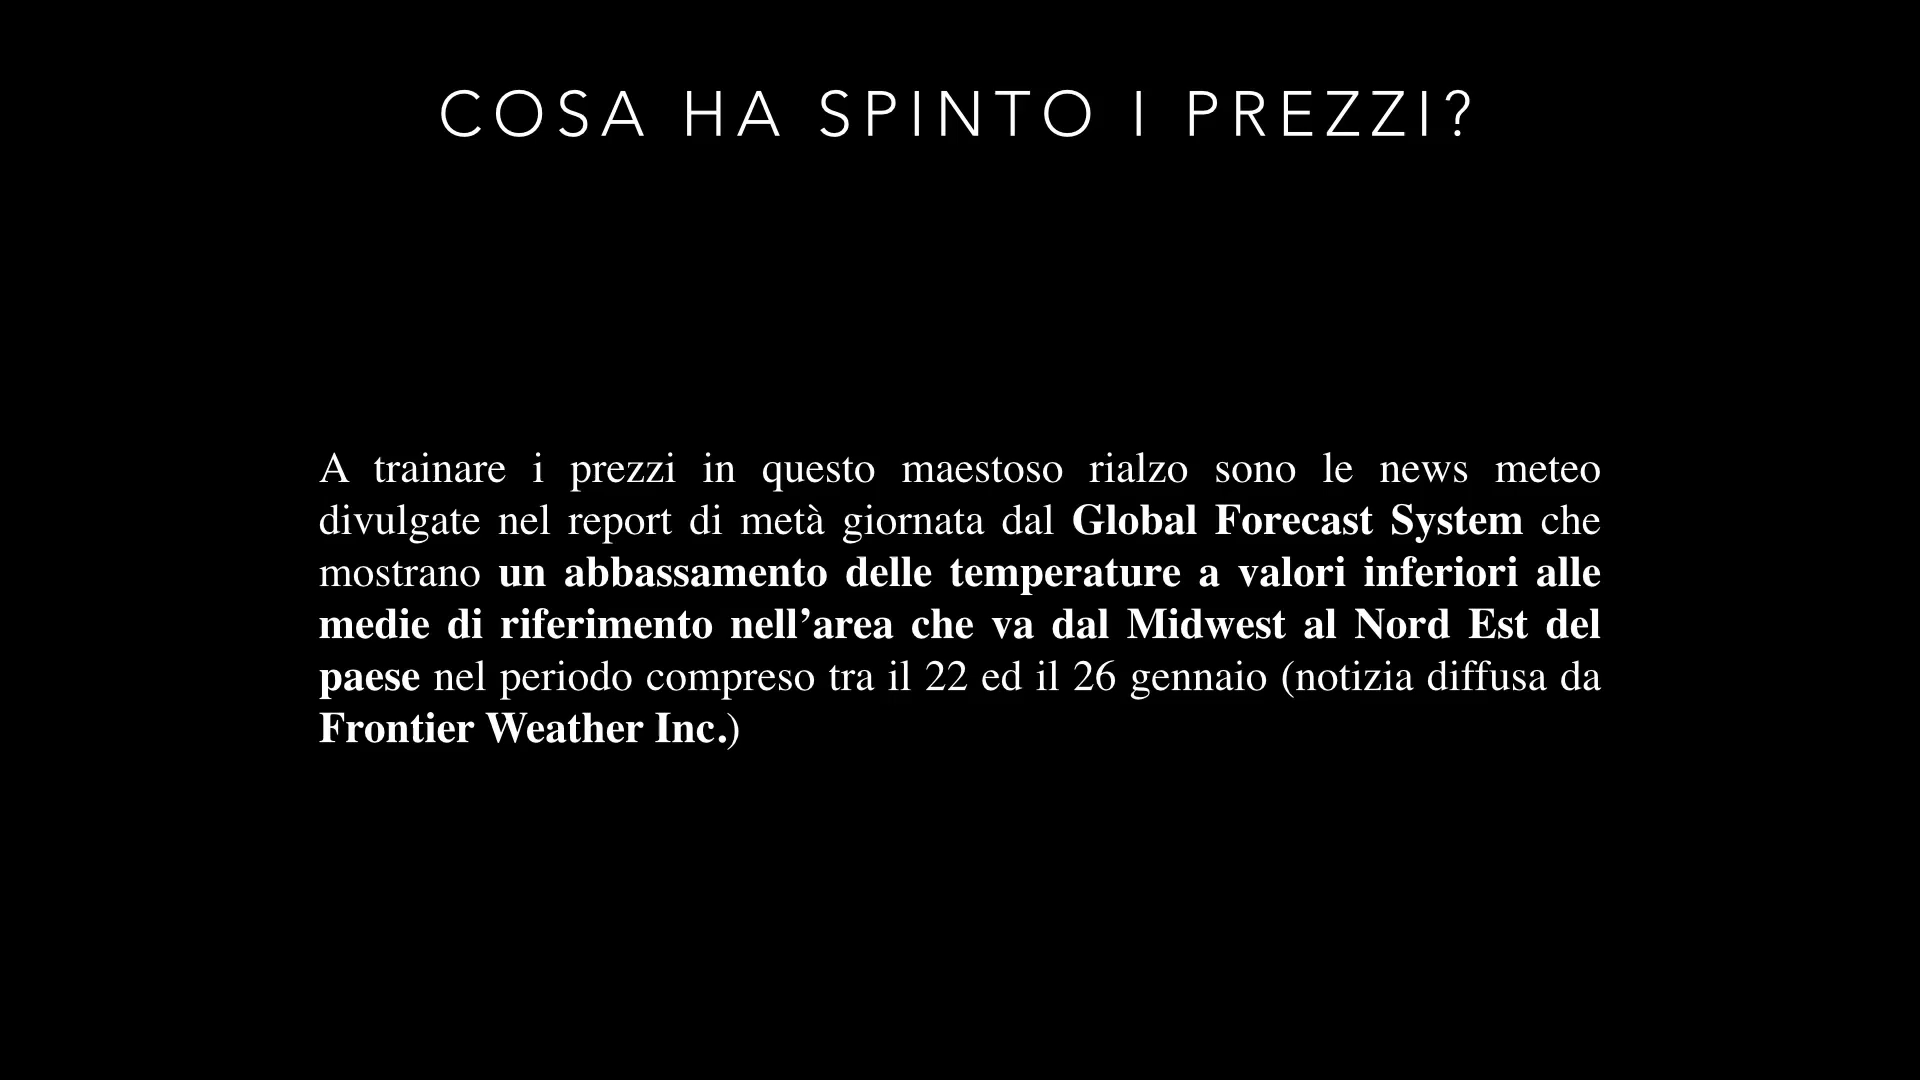 COSA HA SPINTO I PREZZI?
A trainare i prezzi in questo maestoso rialzo sono le news meteo
divulgate nel report di metà giornata dal Global Forecast System che
mostrano un abbassamento delle temperature a valori inferiori alle
medie di riferimento nell’area che va dal Midwest al Nord Est del
paese nel periodo compreso tra il 22 ed il 26 gennaio (notizia diffusa da
Frontier Weather Inc.)